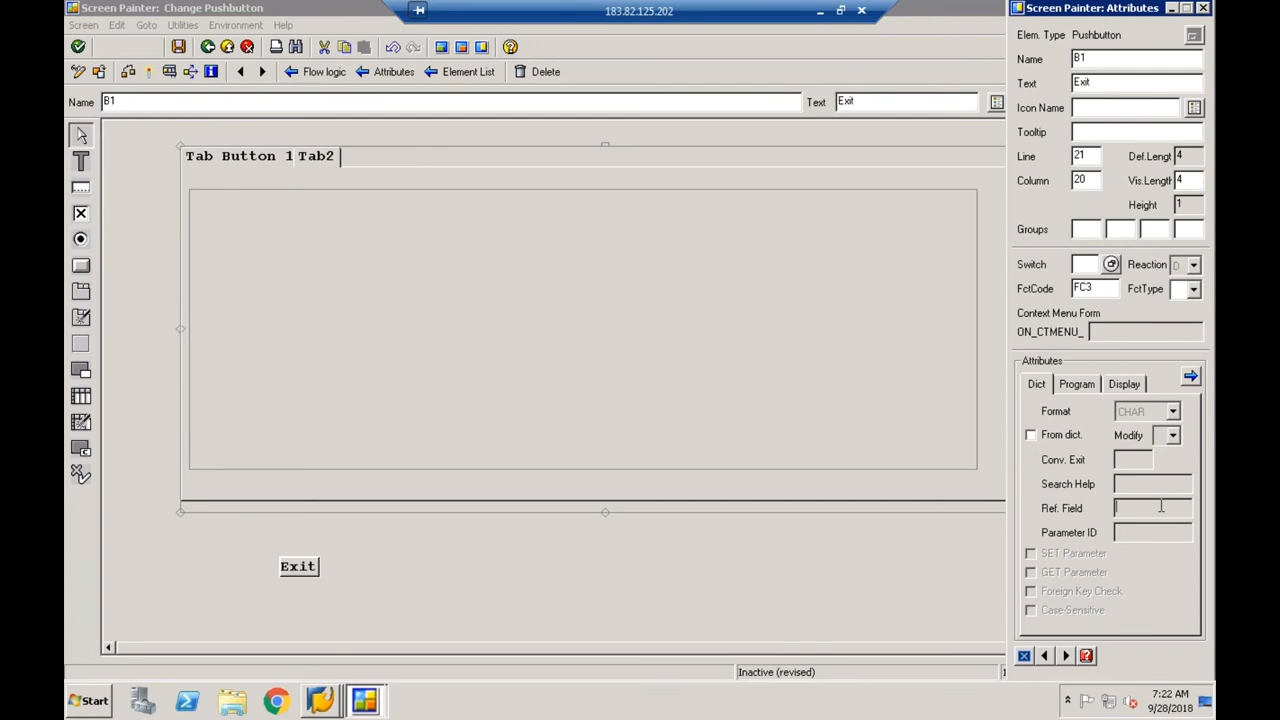 Screen Painter: Change Pushbutton
183.82.125.202
Screen Painter: Attributes
Screen Edit Goto Utilities Environment Help
Flow logic Attributes Element List Delete
Name B1 Text Exit
Tab Button 1 Tab2
Exit
Inactive (revised)
Elem. Type Pushbutton
Name B1
Text Exit
Icon Name
Tooltip
Line 21 Def.Lengt 4
Column 20 Vis.Lengt 4
Height 1
Groups
Switch Reaction D
FctCode FC3 FctType
Context Menu Form
ON_CTMENU_
Attributes
Dict Program Display
Format CHAR
From dict. Modify
Conv. Exit
Search Help
Ref. Field
Parameter ID
SET Parameter
GET Parameter
Foreign Key Check
Case-Sensitive
Start
7:22 AM
9/28/2018